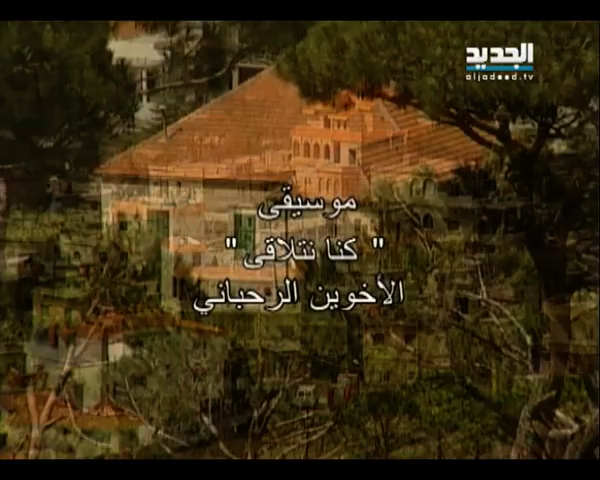 الجديد
aljadeed.tv
موسيقى
" كنا نتلاقى "
الأخوين الرحباني